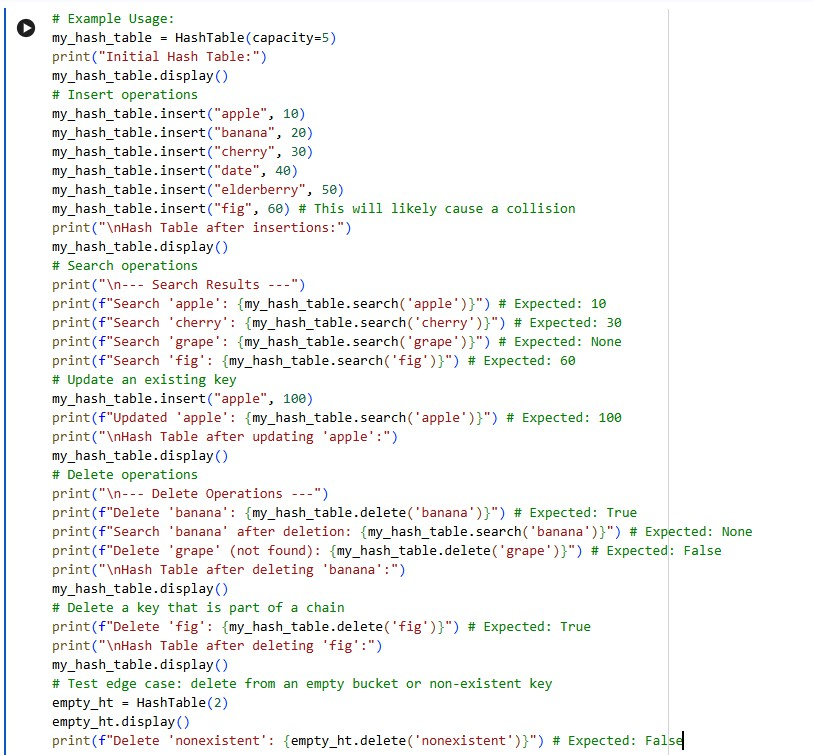 # Example Usage:
my_hash_table = HashTable(capacity=5)
print("Initial Hash Table:")
my_hash_table.display()
# Insert operations
my_hash_table.insert("apple", 10)
my_hash_table.insert("banana", 20)
my_hash_table.insert("cherry", 30)
my_hash_table.insert("date", 40)
my_hash_table.insert("elderberry", 50)
my_hash_table.insert("fig", 60) # This will likely cause a collision
print("\nHash Table after insertions:")
my_hash_table.display()
# Search operations
print("\n--- Search Results ---")
print(f"Search 'apple': {my_hash_table.search('apple')}") # Expected: 10
print(f"Search 'cherry': {my_hash_table.search('cherry')}") # Expected: 30
print(f"Search 'grape': {my_hash_table.search('grape')}") # Expected: None
print(f"Search 'fig': {my_hash_table.search('fig')}") # Expected: 60
# Update an existing key
my_hash_table.insert("apple", 100)
print(f"Updated 'apple': {my_hash_table.search('apple')}") # Expected: 100
print("\nHash Table after updating 'apple':")
my_hash_table.display()
# Delete operations
print("\n--- Delete Operations ---")
print(f"Delete 'banana': {my_hash_table.delete('banana')}") # Expected: True
print(f"Search 'banana' after deletion: {my_hash_table.search('banana')}") # Expected: None
print(f"Delete 'grape' (not found): {my_hash_table.delete('grape')}") # Expected: False
print("\nHash Table after deleting 'banana':")
my_hash_table.display()
# Delete a key that is part of a chain
print(f"Delete 'fig': {my_hash_table.delete('fig')}") # Expected: True
print("\nHash Table after deleting 'fig':")
my_hash_table.display()
# Test edge case: delete from an empty bucket or non-existent key
empty_ht = HashTable(2)
empty_ht.display()
print(f"Delete 'nonexistent': {empty_ht.delete('nonexistent')}") # Expected: False